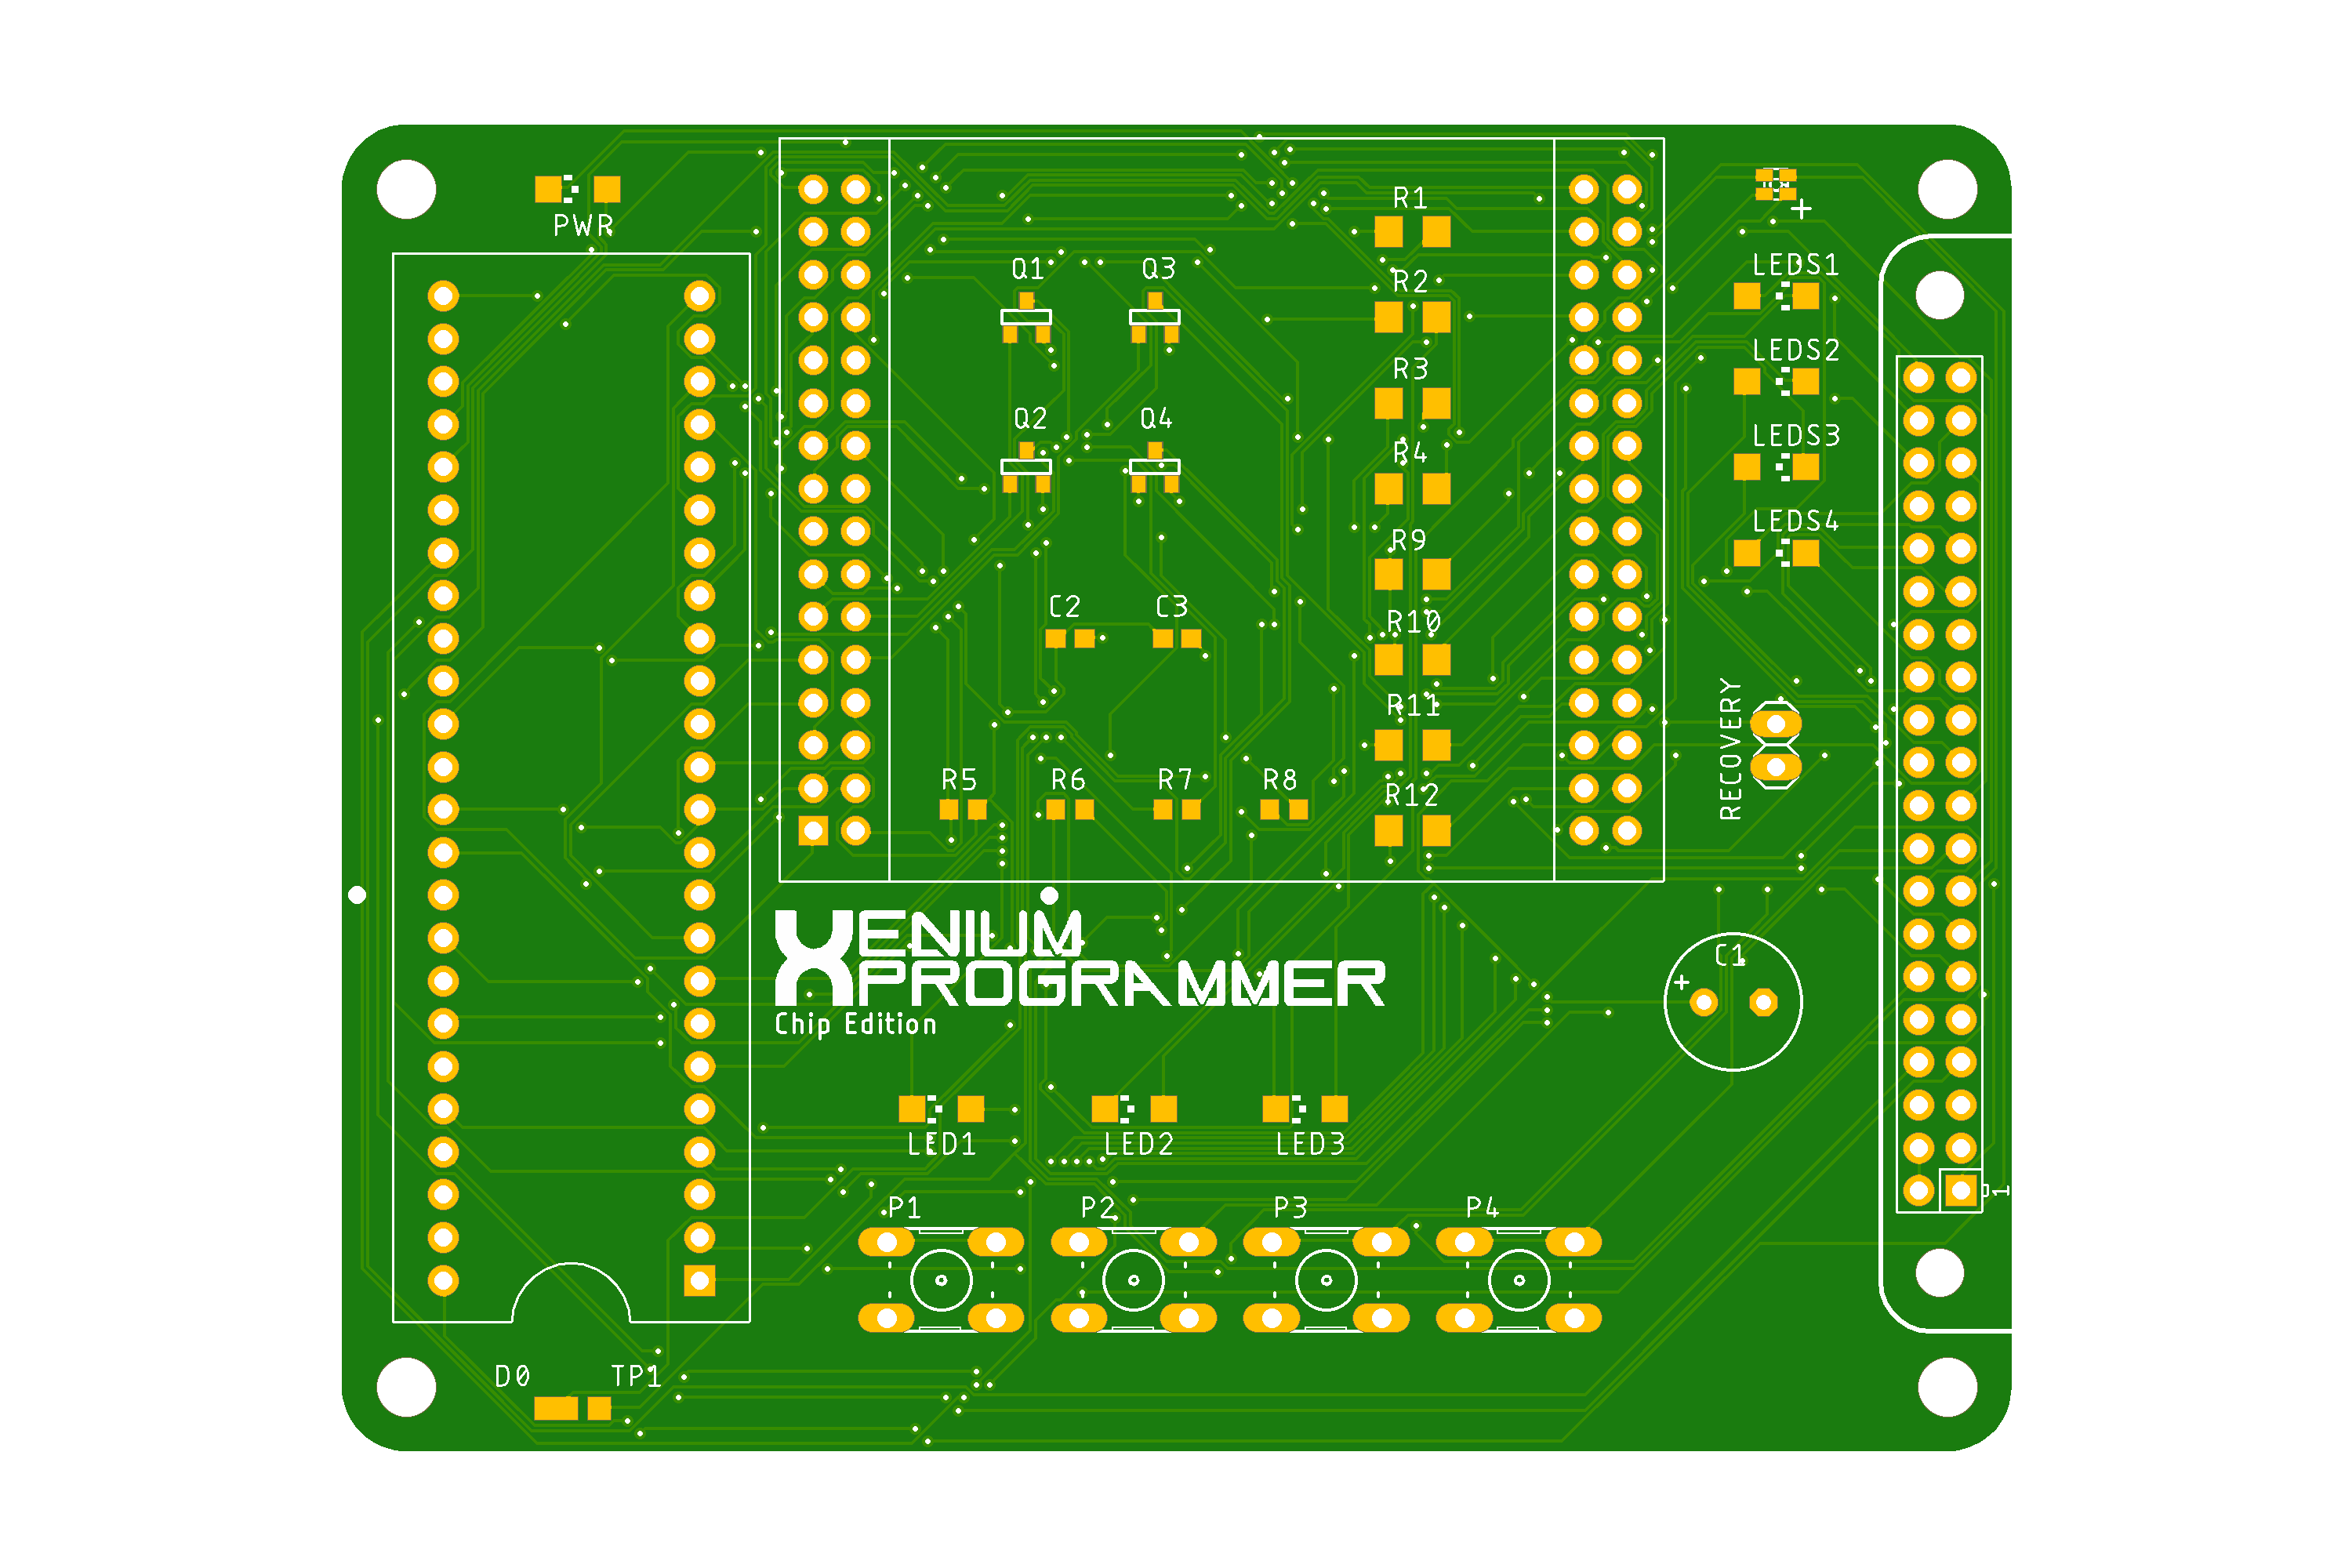 PWR
R1
Q1 Q3
LEDS1
R2
LEDS2
R3
Q2 Q4
LEDS3
R4
LEDS4
R9
C2 C3
R10
RECOVERY
R11
R5 R6 R7 R8
R12
XENIUM
PROGRAMMER
Chip Edition
C1
+
+
LED1 LED2 LED3
1
P1 P2 P3 P4
D0 TP1